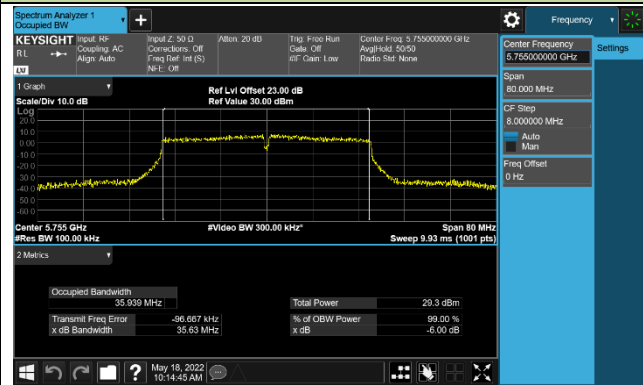 Spectrum Analyzer 1
Occupied BW
Frequency
KEYSIGHT
RL
LXI
Input: RF
Coupling: AC
Align: Auto
Input Z: 50 Ω
Corrections: Off
Freq Ref: Int (S)
NFE: Off
Atten: 20 dB
Trig: Free Run
Gate: Off
#IF Gain: Low
Center Freq: 5.755000000 GHz
Avg|Hold: 50/50
Radio Std: None
Center Frequency
5.755000000 GHz
Settings
Span
80.000 MHz
CF Step
8.000000 MHz
Auto
Man
Freq Offset
0 Hz
1 Graph
Scale/Div 10.0 dB
Ref Lvl Offset 23.00 dB
Ref Value 30.00 dBm
Log
20.0
10.0
0.00
-10.0
-20.0
-30.0
-40.0
-50.0
-60.0
Center 5.755 GHz
#Res BW 100.00 kHz
#Video BW 300.00 kHz*
Span 80 MHz
Sweep 9.93 ms (1001 pts)
2 Metrics
Occupied Bandwidth
35.939 MHz
Total Power 29.3 dBm
Transmit Freq Error -96.667 kHz
% of OBW Power 99.00 %
x dB Bandwidth 35.63 MHz
x dB -6.00 dB
May 18, 2022
10:14:45 AM